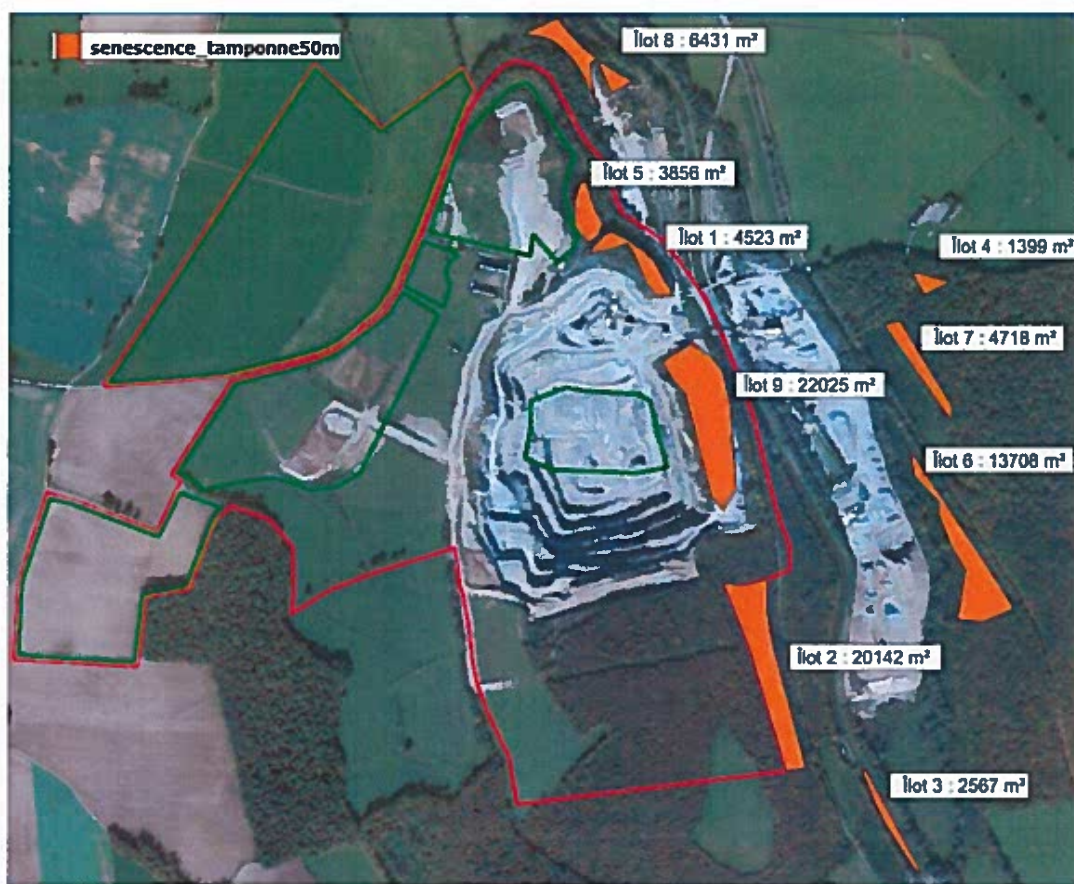 senescence_tamponne50m
Îlot 8 : 6431 m²
Îlot 5 : 3856 m²
Îlot 1 : 4523 m²
Îlot 4 : 1399 m²
Îlot 7 : 4718 m²
Îlot 9 : 22025 m²
Îlot 6 : 13708 m²
Îlot 2 : 20142 m²
Îlot 3 : 2567 m²